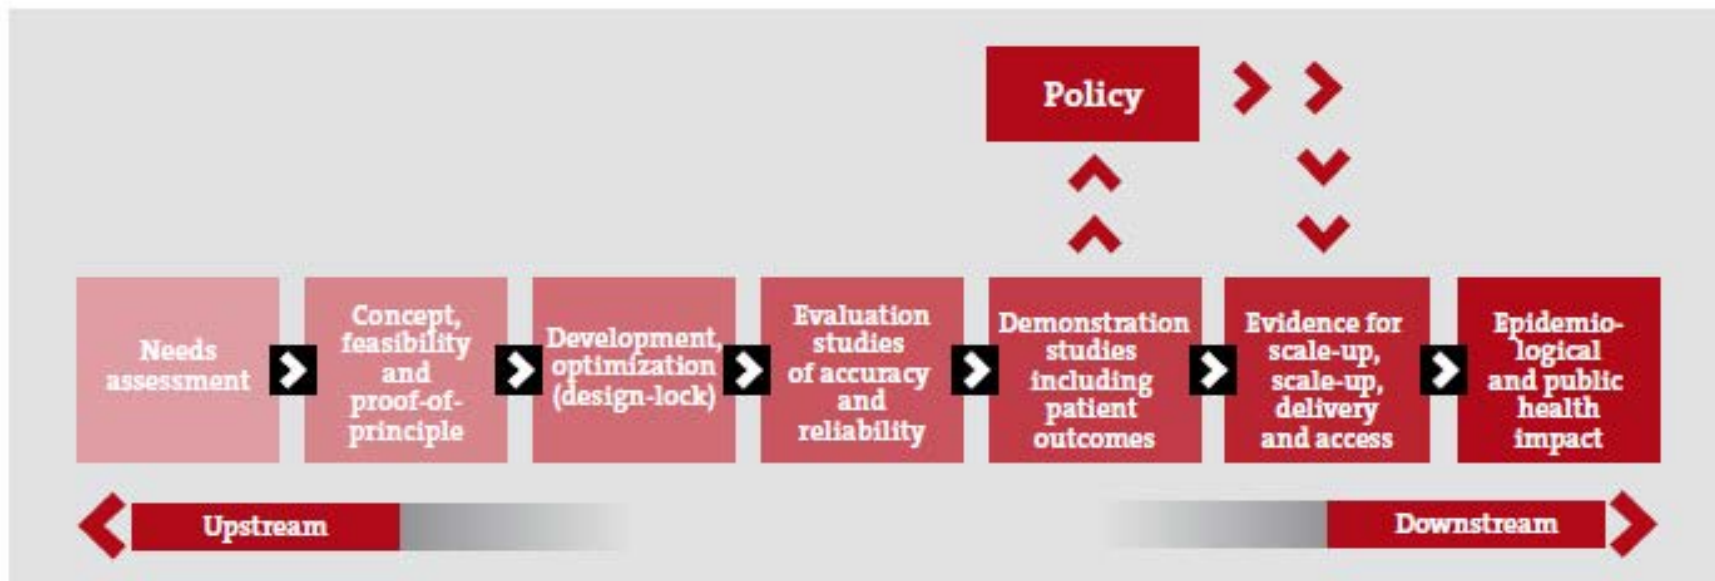 Policy
Needs
assessment
Concept,
feasibility
and
proof-of-
principle
Development,
optimization
(design-lock)
Evaluation
studies
of accuracy
and
reliability
Demonstration
studies
including
patient
outcomes
Evidence for
scale-up,
scale-up,
delivery
and access
Epidemio-
logical
and public
health
impact
Upstream
Downstream